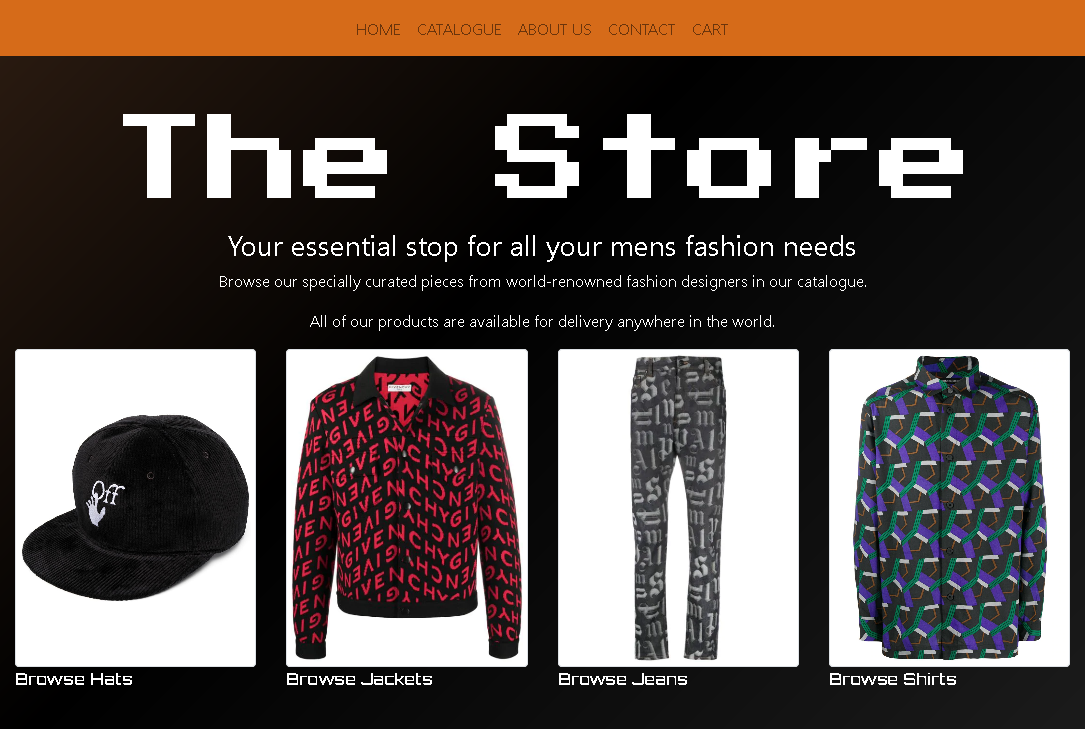 HOME CATALOGUE ABOUT US CONTACT CART
The Store
Your essential stop for all your mens fashion needs
Browse our specially curated pieces from world-renowned fashion designers in our catalogue.
All of our products are available for delivery anywhere in the world.
Off
Browse Hats Browse Jackets Browse Jeans Browse Shirts